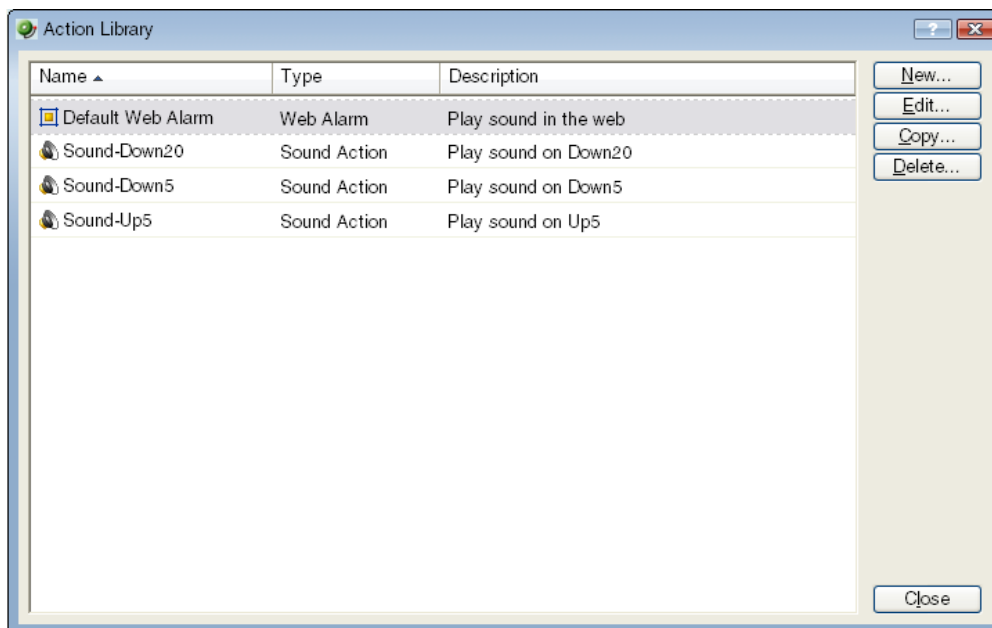 Action Library
Name Type Description
Default Web Alarm Web Alarm Play sound in the web
Sound-Down20 Sound Action Play sound on Down20
Sound-Down5 Sound Action Play sound on Down5
Sound-Up5 Sound Action Play sound on Up5
New...
Edit...
Copy...
Delete...
Close